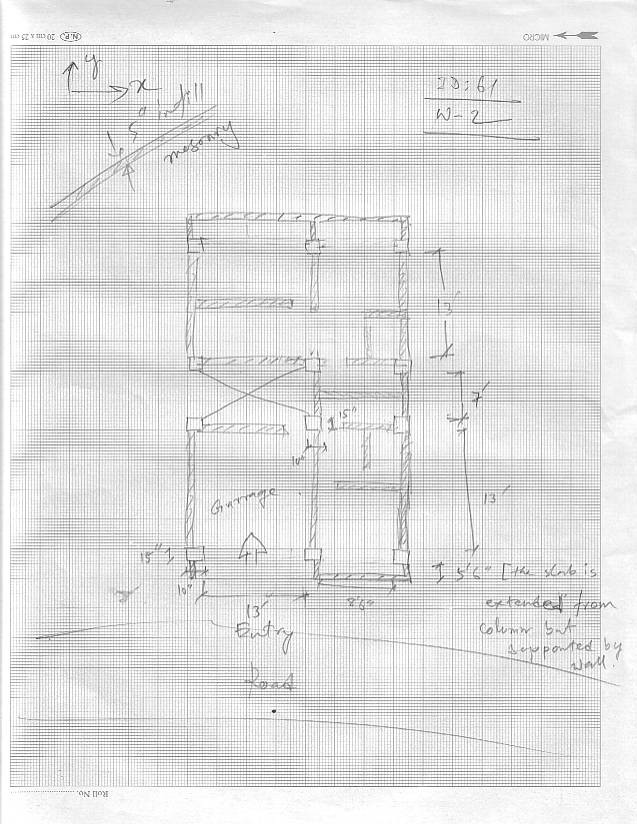 MICRO
20 cm x 25 cm N.P.
y
x
5" infill
masonry
ID: 61
W-2
13'
7'
15"
10"
13'
Garrage
15"
10"
13'
8'6"
5'6" [the slab is
extended from
column but
supported by
wall.
Entry
Road
Roll No.